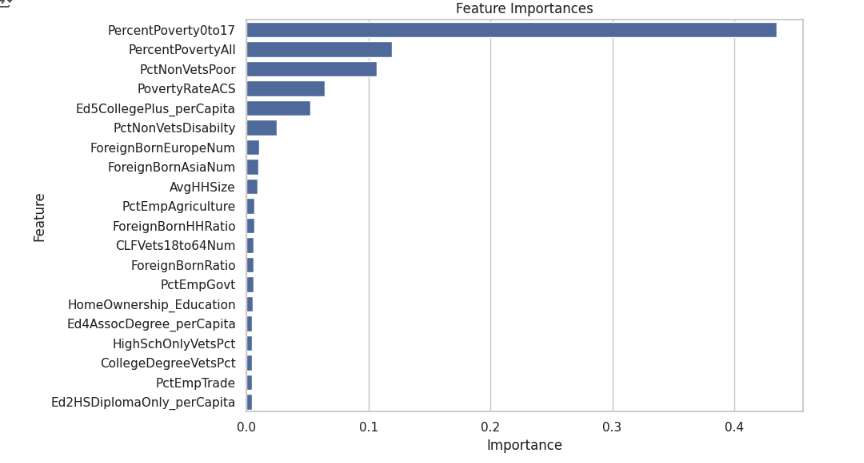 Feature Importances
PercentPoverty0to17
PercentPovertyAll
PctNonVetsPoor
PovertyRateACS
Ed5CollegePlus_perCapita
PctNonVetsDisabilty
ForeignBornEuropeNum
ForeignBornAsiaNum
AvgHHSize
PctEmpAgriculture
ForeignBornHHRatio
CLFVets18to64Num
ForeignBornRatio
PctEmpGovt
HomeOwnership_Education
Ed4AssocDegree_perCapita
HighSchOnlyVetsPct
CollegeDegreeVetsPct
PctEmpTrade
Ed2HSDiplomaOnly_perCapita
Feature
0.0 0.1 0.2 0.3 0.4
Importance